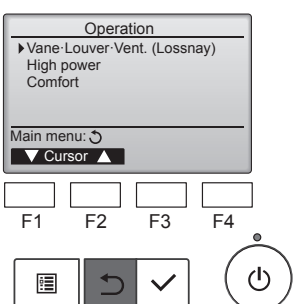 Operation
▶Vane·Louver·Vent. (Lossnay)
High power
Comfort
Main menu: ↺
▼ Cursor ▲
F1 F2 F3 F4